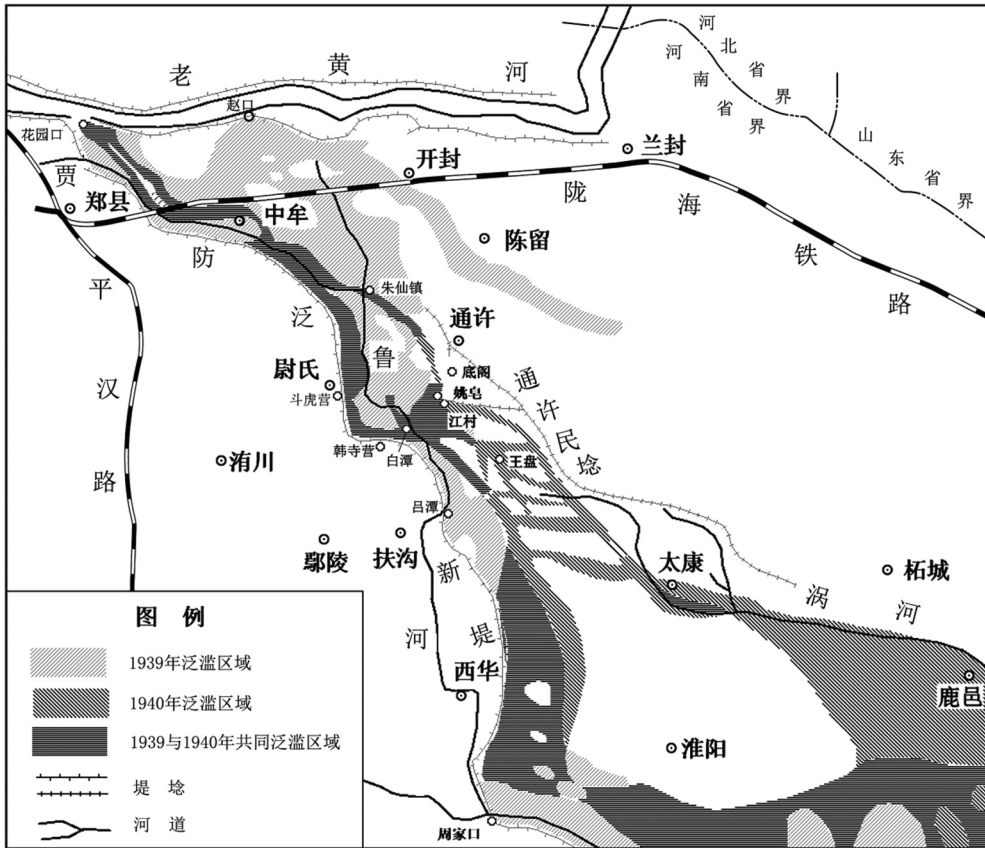 老黄河
河北省界
河南省界
山东省界
赵口
花园口
兰封
开封
贾鲁河
郑县
中牟
陇海铁路
陈留
防泛新堤
平汉路
朱仙镇
通许
尉氏
底阁
斗虎营
姚皂
江村
通许民埝
韩寺营
白潭
王盘
洧川
吕潭
鄢陵
扶沟
太康
柘城
涡河
西华
鹿邑
淮阳
周家口
图例
1939年泛滥区域
1940年泛滥区域
1939与1940年共同泛滥区域
堤埝
河道